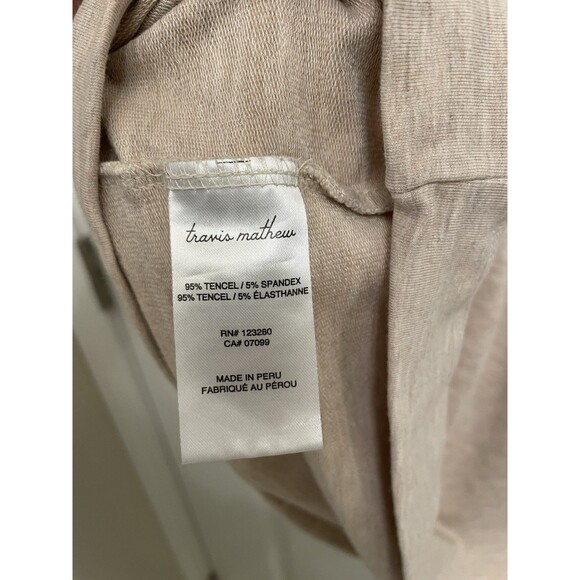 travis mathew
95% TENCEL / 5% SPANDEX
95% TENCEL / 5% ÉLASTHANNE
RN# 123280
CA# 07099
MADE IN PERU
FABRIQUÉ AU PÉROU